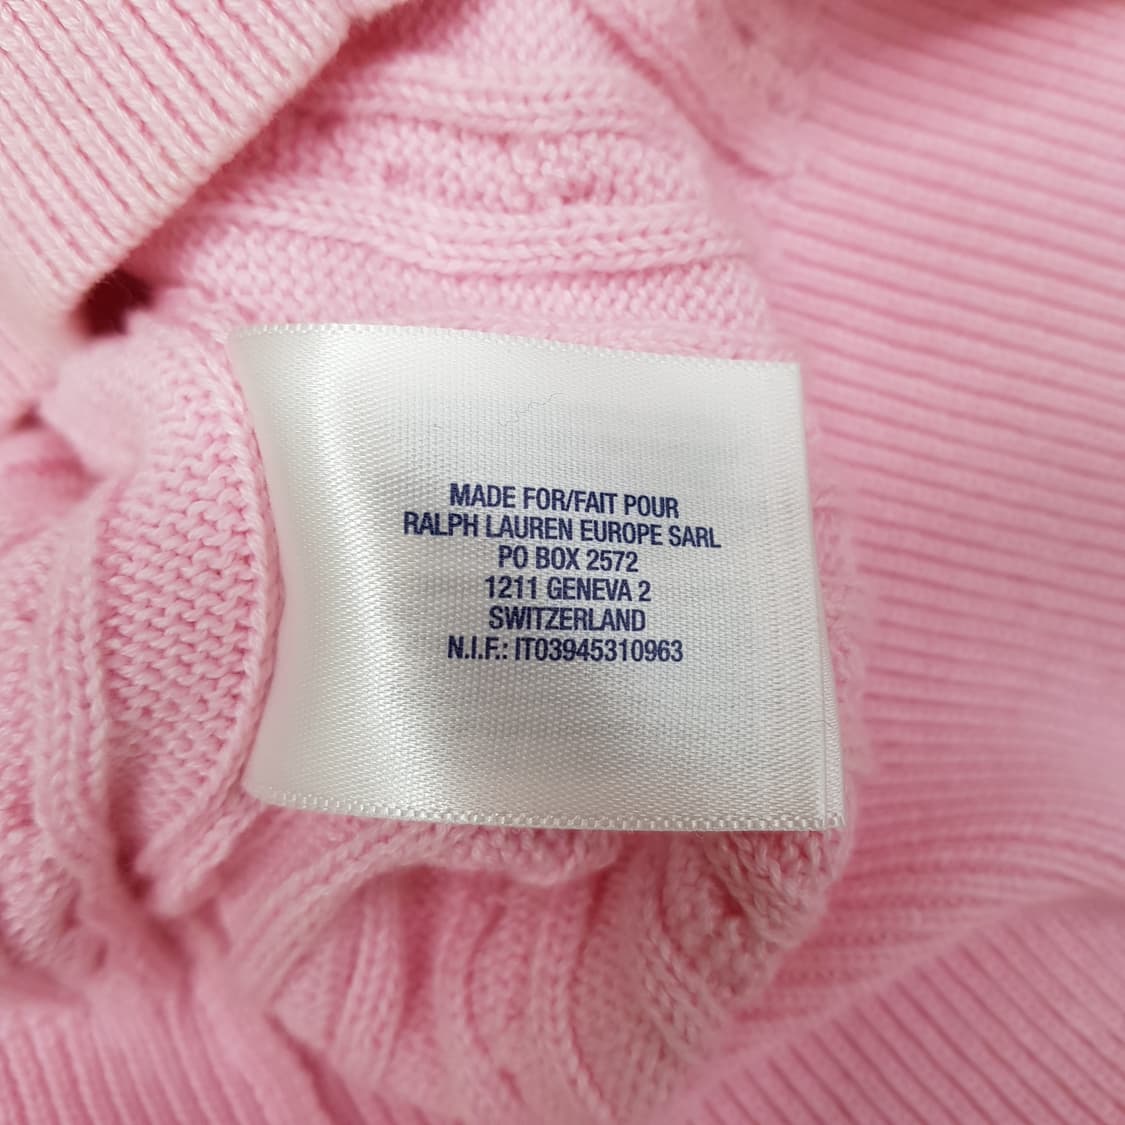 MADE FOR/FAIT POUR
RALPH LAUREN EUROPE SARL
PO BOX 2572
1211 GENEVA 2
SWITZERLAND
N.I.F.: IT03945310963